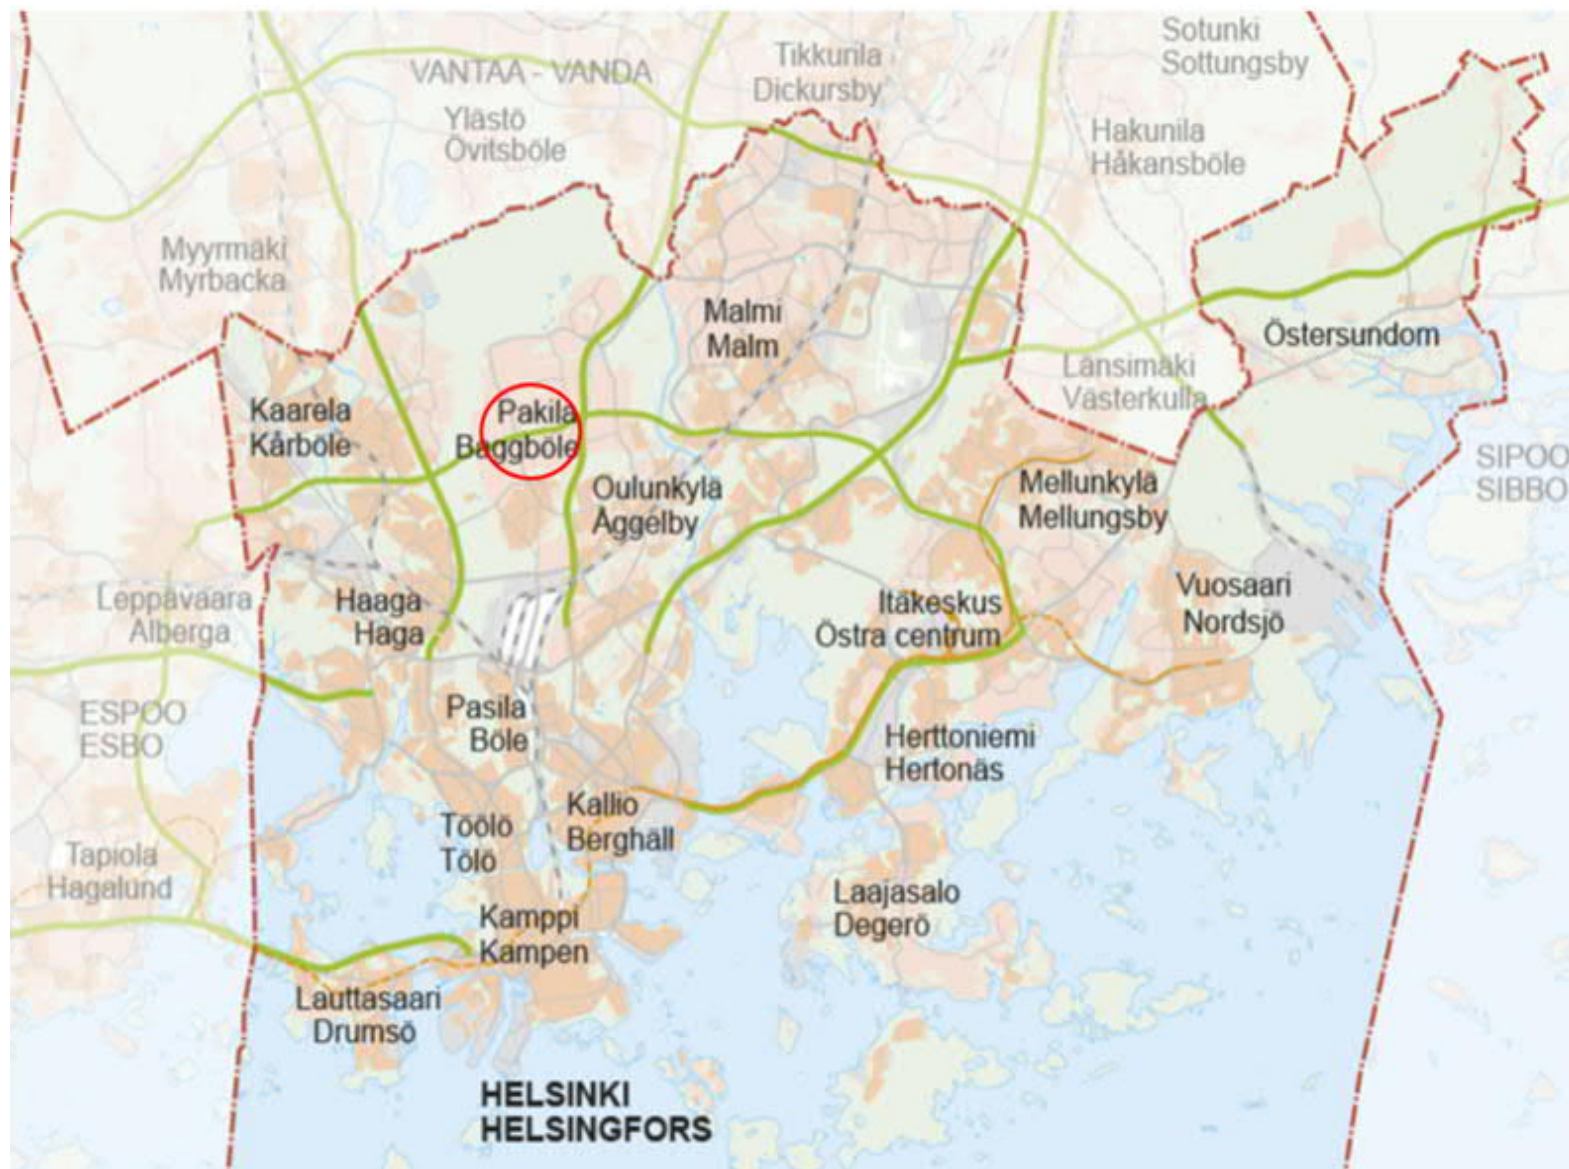 Sotunki
Sottungsby
Tikkurila
Dickursby
VANTAA - VANDA
Ylästö
Övitsböle
Hakunila
Håkansböle
Myyrmäki
Myrbacka
Malmi
Malm
Östersundom
Länsimäki
Västerkulla
Kaarela
Kårböle
Pakila
Baggböle
SIPOO
SIBBO
Oulunkylä
Åggelby
Mellunkylä
Mellungsby
Leppävaara
Alberga
Haaga
Haga
Itäkeskus
Östra centrum
Vuosaari
Nordsjö
ESPOO
ESBO
Pasila
Böle
Herttoniemi
Hertonäs
Kallio
Berghäll
Töölö
Tölö
Tapiola
Hagalund
Laajasalo
Degerö
Kamppi
Kampen
Lauttasaari
Drumsö
HELSINKI
HELSINGFORS